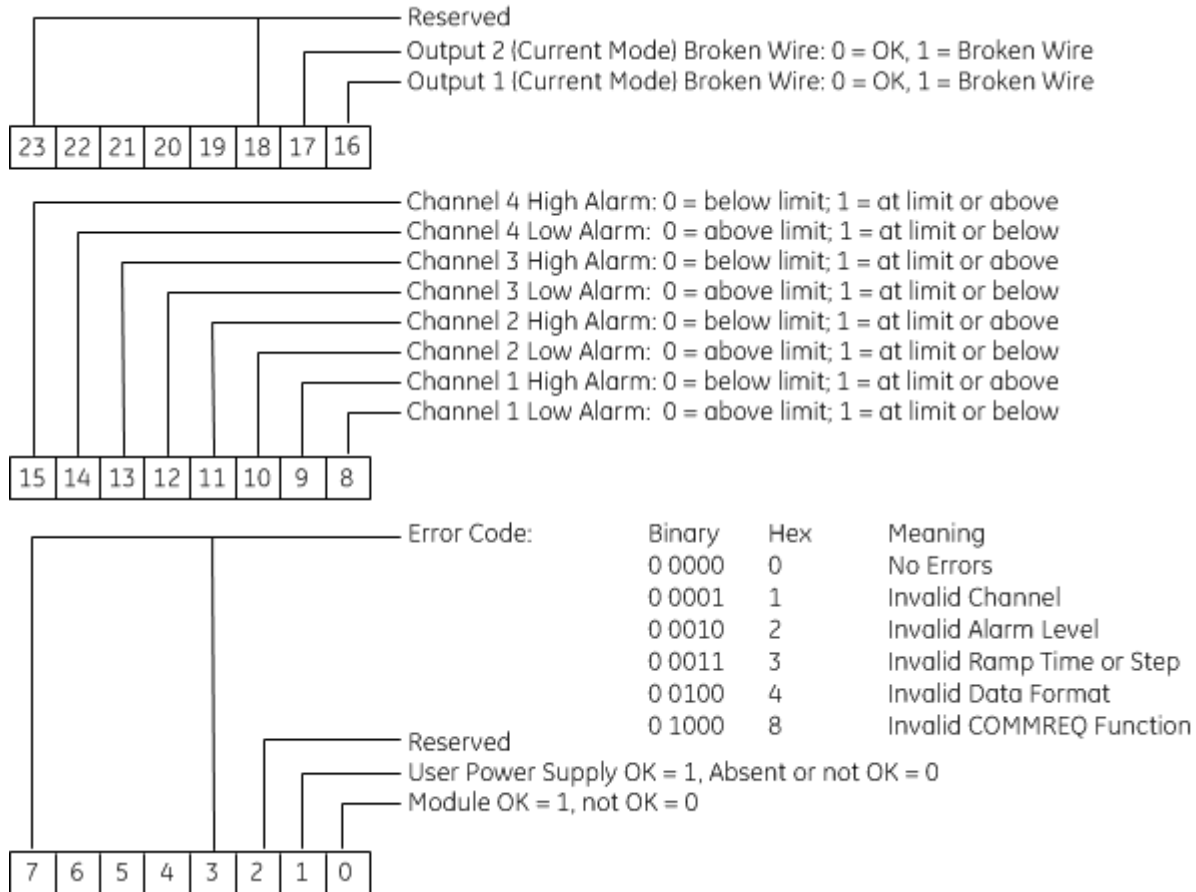 Reserved
Output 2 (Current Mode) Broken Wire: 0 = OK, 1 = Broken Wire
Output 1 (Current Mode) Broken Wire: 0 = OK, 1 = Broken Wire
23 22 21 20 19 18 17 16
Channel 4 High Alarm: 0 = below limit; 1 = at limit or above
Channel 4 Low Alarm: 0 = above limit; 1 = at limit or below
Channel 3 High Alarm: 0 = below limit; 1 = at limit or above
Channel 3 Low Alarm: 0 = above limit; 1 = at limit or below
Channel 2 High Alarm: 0 = below limit; 1 = at limit or above
Channel 2 Low Alarm: 0 = above limit; 1 = at limit or below
Channel 1 High Alarm: 0 = below limit; 1 = at limit or above
Channel 1 Low Alarm: 0 = above limit; 1 = at limit or below
15 14 13 12 11 10 9 8
Error Code: Binary Hex Meaning
0 0000 0 No Errors
0 0001 1 Invalid Channel
0 0010 2 Invalid Alarm Level
0 0011 3 Invalid Ramp Time or Step
0 0100 4 Invalid Data Format
0 1000 8 Invalid COMMREQ Function
Reserved
User Power Supply OK = 1, Absent or not OK = 0
Module OK = 1, not OK = 0
7 6 5 4 3 2 1 0